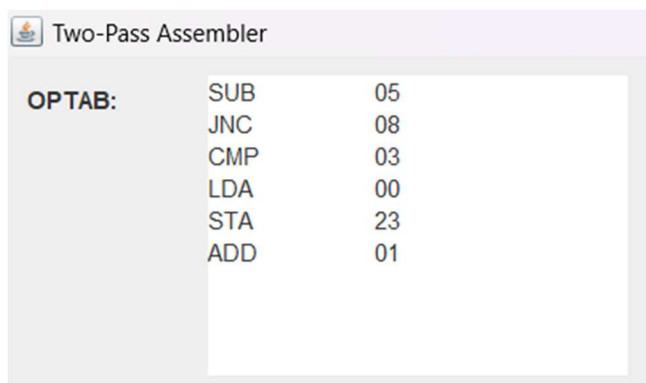 Two-Pass Assembler
OPTAB:
SUB 05
JNC 08
CMP 03
LDA 00
STA 23
ADD 01